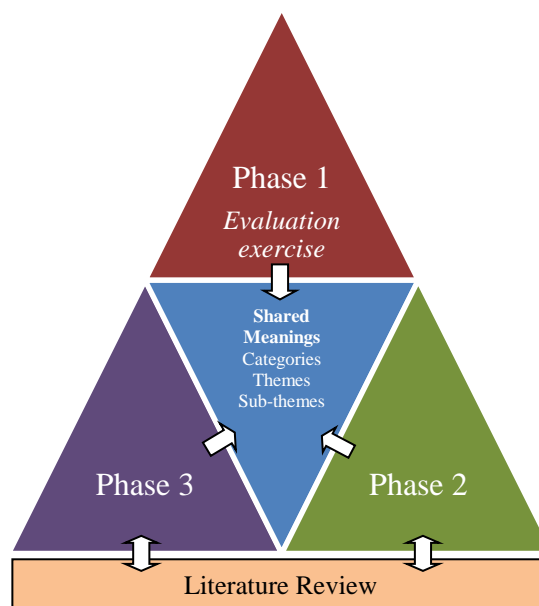 Phase 1
Evaluation
exercise
Shared
Meanings
Categories
Themes
Sub-themes
Phase 3
Phase 2
Literature Review